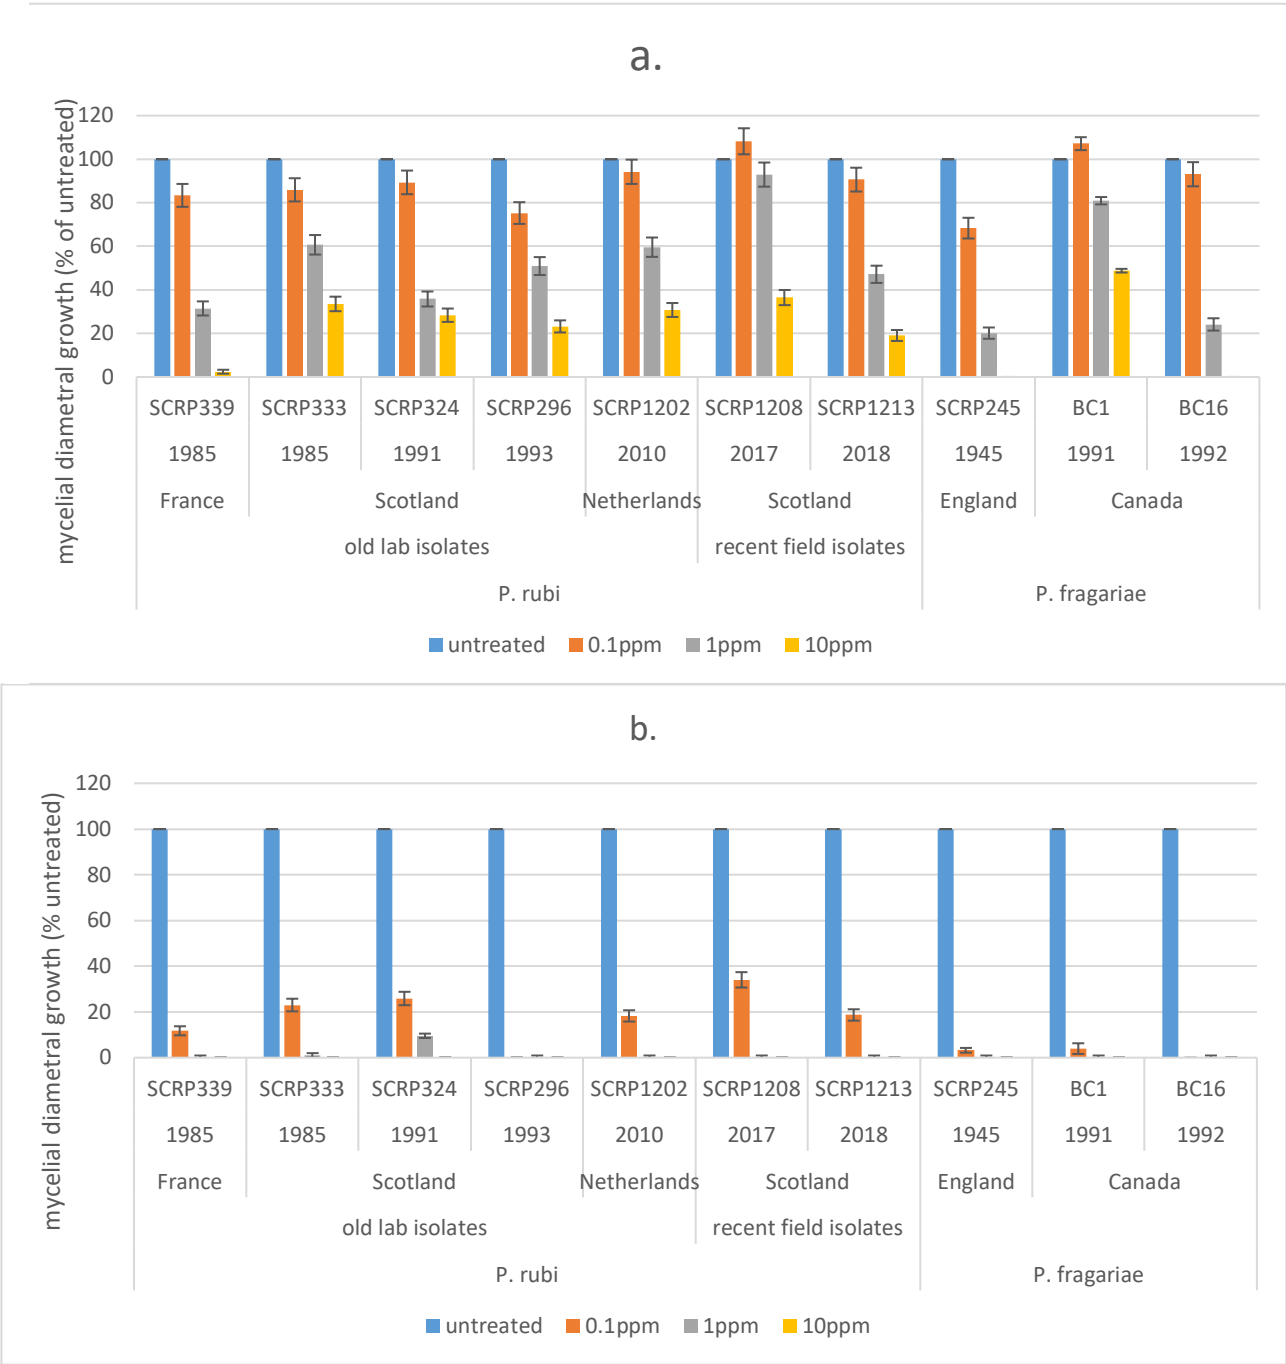 a.
mycelial diametral growth (% of untreated)
120
100
80
60
40
20
0
SCRP339 SCRP333 SCRP324 SCRP296 SCRP1202 SCRP1208 SCRP1213 SCRP245 BC1 BC16
1985 1985 1991 1993 2010 2017 2018 1945 1991 1992
France Scotland Netherlands Scotland England Canada
old lab isolates recent field isolates
P. rubi P. fragariae
untreated 0.1ppm 1ppm 10ppm
b.
mycelial diametral growth (% untreated)
120
100
80
60
40
20
0
SCRP339 SCRP333 SCRP324 SCRP296 SCRP1202 SCRP1208 SCRP1213 SCRP245 BC1 BC16
1985 1985 1991 1993 2010 2017 2018 1945 1991 1992
France Scotland Netherlands Scotland England Canada
old lab isolates recent field isolates
P. rubi P. fragariae
untreated 0.1ppm 1ppm 10ppm